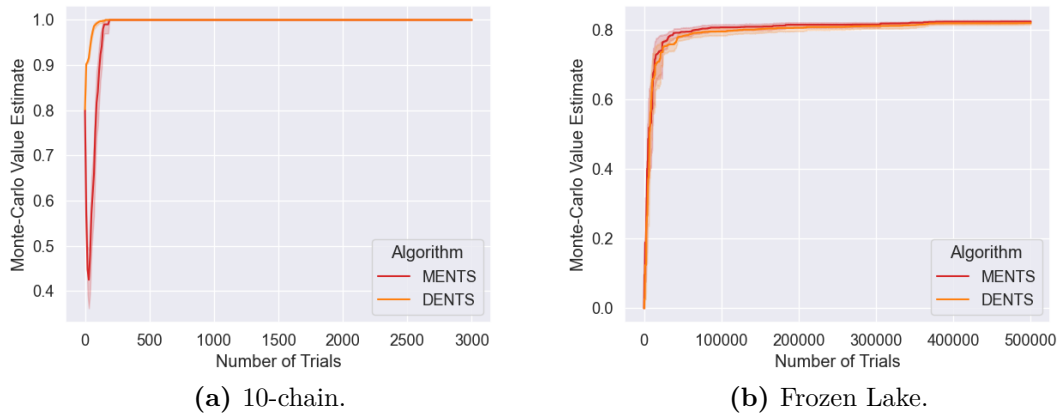 1.0
0.9
0.8
0.7
0.6
0.5
0.4
Monte-Carlo Value Estimate
0
500
1000
1500
2000
2500
3000
Number of Trials
Algorithm
MENTS
DENTS
(a) 10-chain.
0.8
0.6
0.4
0.2
0.0
Monte-Carlo Value Estimate
0
100000
200000
300000
400000
500000
Number of Trials
Algorithm
MENTS
DENTS
(b) Frozen Lake.